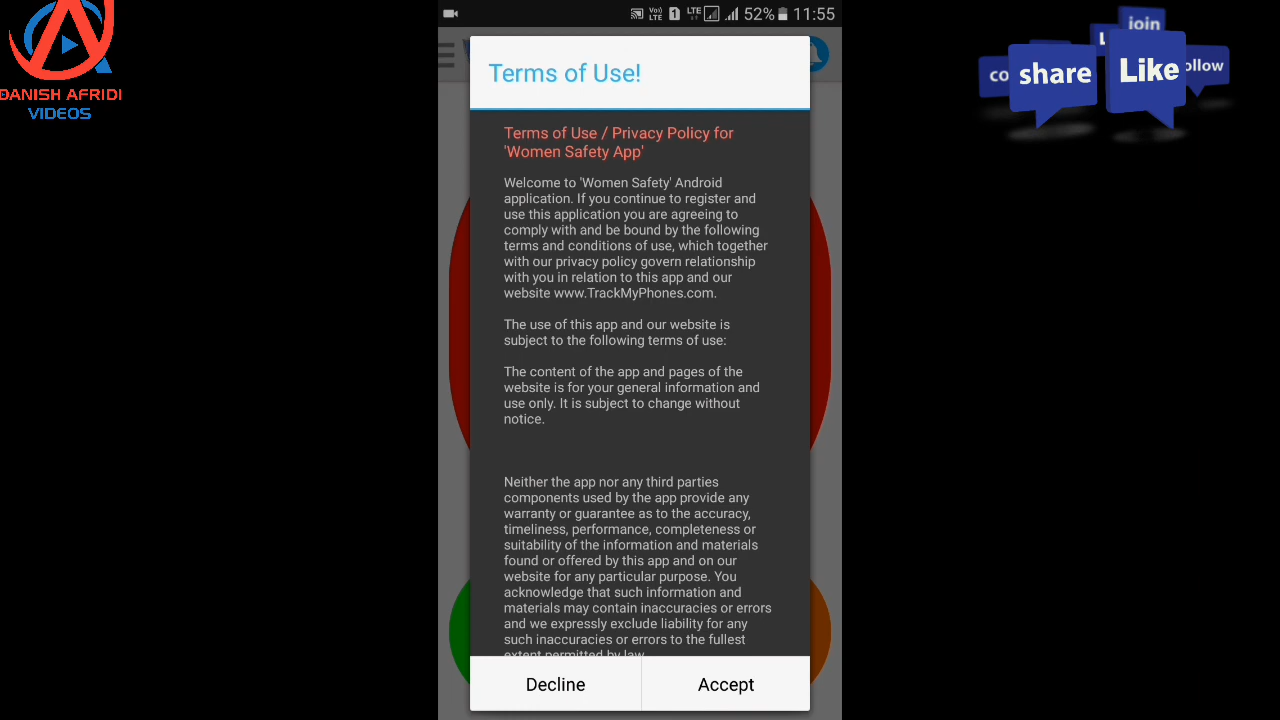 DANISH AFRIDI
VIDEOS
join
share
Like
Vo))
LTE
1
LTE
52%
11:55
Terms of Use!
Terms of Use / Privacy Policy for
'Women Safety App'
Welcome to 'Women Safety' Android
application. If you continue to register and
use this application you are agreeing to
comply with and be bound by the following
terms and conditions of use, which together
with our privacy policy govern relationship
with you in relation to this app and our
website www.TrackMyPhones.com.
The use of this app and our website is
subject to the following terms of use:
The content of the app and pages of the
website is for your general information and
use only. It is subject to change without
notice.
Neither the app nor any third parties
components used by the app provide any
warranty or guarantee as to the accuracy,
timeliness, performance, completeness or
suitability of the information and materials
found or offered by this app and on our
website for any particular purpose. You
acknowledge that such information and
materials may contain inaccuracies or errors
and we expressly exclude liability for any
such inaccuracies or errors to the fullest
extent permitted by law.
Decline
Accept